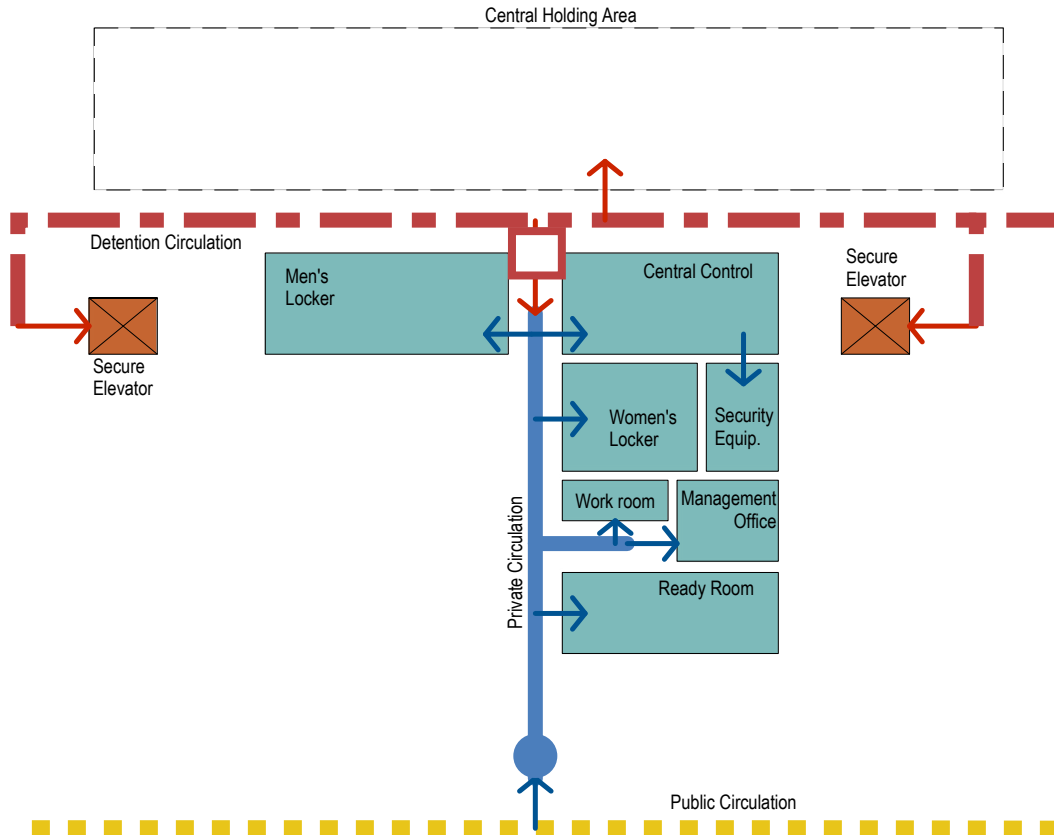 Central Holding Area
Detention Circulation
Men's
Locker
Central Control
Secure
Elevator
Secure
Elevator
Women's
Locker
Security
Equip.
Work room
Management
Office
Private Circulation
Ready Room
Public Circulation